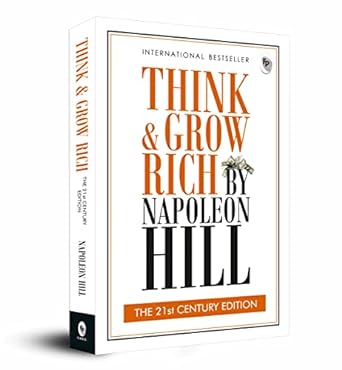 INTERNATIONAL BESTSELLER
THINK
& GROW
RICH BY
NAPOLEON
HILL
THE 21st CENTURY EDITION
THINK & GROW RICH
THE 21ST CENTURY
EDITION
NAPOLEON HILL